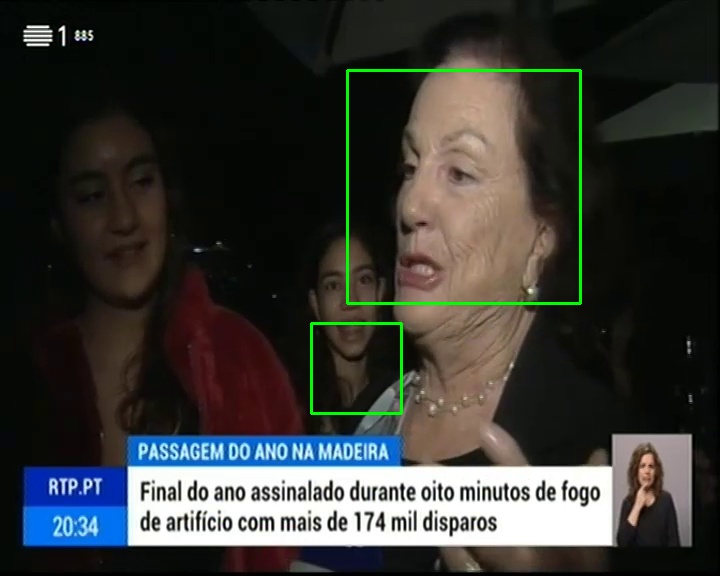 1 885
PASSAGEM DO ANO NA MADEIRA
RTP.PT
20:34
Final do ano assinalado durante oito minutos de fogo
de artifício com mais de 174 mil disparos